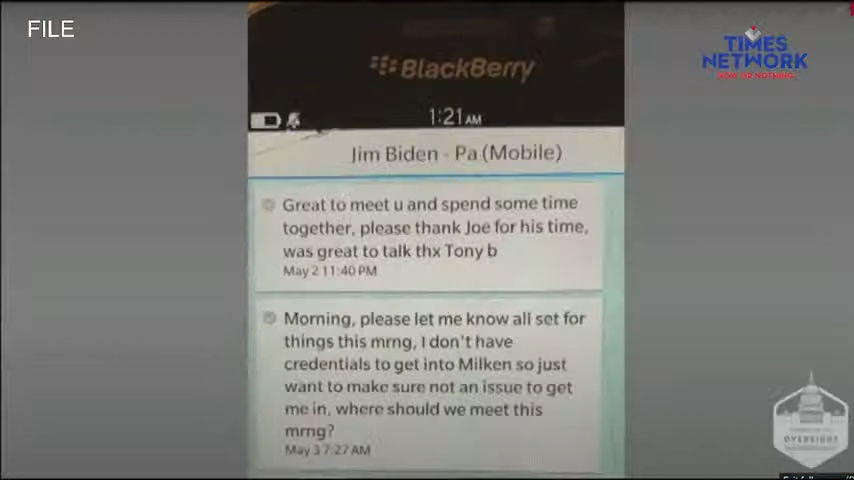 FILE
TIMES
NETWORK
NOW OR NOTHING
BlackBerry
1:21AM
Jim Biden - Pa (Mobile)
Great to meet u and spend some time
together, please thank Joe for his time,
was great to talk thx Tony b
May 2 11:40 PM
Morning, please let me know all set for
things this mrng, I don't have
credentials to get into Milken so just
want to make sure not an issue to get
me in, where should we meet this
mrng?
May 3 7:27 AM
OVERSIGHT